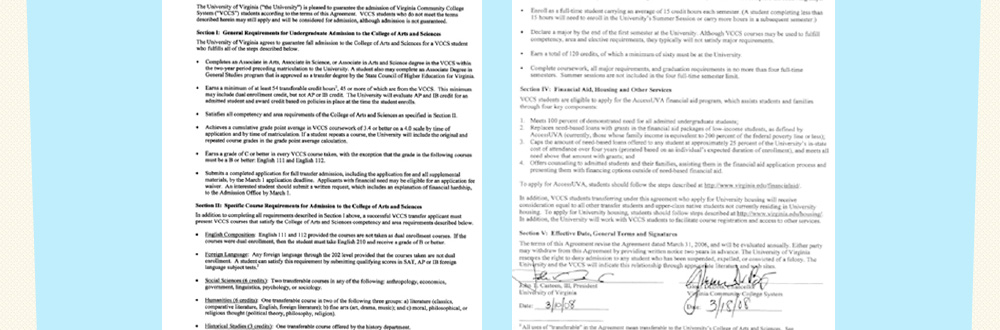 The University of Virginia ("the University") is pleased to guarantee the admission of Virginia Community College
System ("VCCS") students according to the terms of this Agreement. VCCS students who do not meet the terms
described herein may still apply and will be considered for admission, although admission is not guaranteed.
Section I: General Requirements for Undergraduate Admission to the College of Arts and Sciences
The University of Virginia agrees to guarantee fall admission to the College of Arts and Sciences for a VCCS student
who fulfills all of the steps described below.
• Completes an Associate in Arts, Associate in Science, or Associate in Arts and Science degree in the VCCS within
the two-year period preceding matriculation to the University. A student also may complete an Associate Degree in
General Studies program that is approved as a transfer degree by the State Council of Higher Education for Virginia.
• Earns a minimum of at least 54 transferable credit hours¹, 45 or more of which are from the VCCS. This minimum
may include dual enrollment credit, but not AP or IB credit. The University will evaluate AP and IB credit for an
admitted student and award credit based on policies in place at the time the student enrolls.
• Satisfies all competency and area requirements of the College of Arts and Sciences as specified in Section II.
• Achieves a cumulative grade point average in VCCS coursework of 3.4 or better on a 4.0 scale by time of
application and by time of matriculation. If a student repeats a course, the University will include the original and
repeated course grades in the grade point average calculation.
• Earns a grade of C or better in every VCCS course taken, with the exception that the grade in the following courses
must be a B or better: English 111 and English 112.
• Submits a completed application for full transfer admission, including the application fee and all supplemental
materials, by the March 1 application deadline. Applicants with financial need may be eligible for an application fee
waiver. An interested student should submit a written request, which includes an explanation of financial hardship,
to the Admission Office by March 1.
Section II: Specific Course Requirements for Admission to the College of Arts and Sciences
In addition to completing all requirements described in Section I above, a successful VCCS transfer applicant must
present VCCS courses that satisfy the College of Arts and Sciences competency and area requirements described below.
• English Composition: English 111 and 112 provided the courses are not taken as dual enrollment courses. If the
courses were dual enrollment, then the student must take English 210 and receive a grade of B or better.
• Foreign Language: Any foreign language through the 202 level provided that the courses taken are not dual
enrollment. A student can satisfy this requirement by submitting qualifying scores in SAT, AP or IB foreign
language subject tests.
• Social Sciences (6 credits): Two transferable courses in any of the following: anthropology, economics,
government, linguistics, psychology, or sociology.
• Humanities (6 credits): One transferable course in two of the following three groups: a) literature (classics,
comparative literature, English, foreign literature); b) fine arts (art, drama, music); and c) moral, philosophical, or
religious thought (political theory, philosophy, religion).
• Historical Studies (3 credits): One transferable course offered by the history department.
• Enroll as a full-time student carrying an average of 15 credit hours each semester. (A student completing less than
15 hours will need to enroll in the University's Summer Session or carry more hours in a subsequent semester.)
• Declare a major by the end of the first semester at the University. Although VCCS courses may be used to fulfill
competency, area and elective requirements, they typically will not satisfy major requirements.
• Earn a total of 120 credits, of which a minimum of sixty must be at the University.
• Complete coursework, all major requirements, and graduation requirements in no more than four full-time
semesters. Summer sessions are not included in the four full-time semester limit.
Section IV: Financial Aid, Housing and Other Services
VCCS students are eligible to apply for the AccessUVA financial aid program, which assists students and families
through four key components:
1. Meets 100 percent of demonstrated need for all admitted undergraduate students;
2. Replaces need-based loans with grants in the financial aid packages of low-income students, as defined by
AccessUVA (currently, those whose family income is equivalent to 200 percent of the federal poverty line or less);
3. Caps the amount of need-based loans offered to any student at approximately 25 percent of the University's in-state
cost of attendance over four years (prorated based on an individual's expected duration of enrollment), and meets all
need above that amount with grants; and
4. Offers counseling to admitted students and their families, assisting them in the financial aid application process and
presenting them with financing options outside of need-based financial aid.
To apply for AccessUVA, students should follow the steps described at http://www.virginia.edu/financialaid/.
In addition, VCCS students transferring under this agreement who apply for University housing will receive
consideration equal to all other transfer students and upper-class native students not currently residing in University
housing. To apply for University housing, students should follow steps described at http://www.virginia.edu/housing/
In addition, the University will work with VCCS students to facilitate course registration and access to other services.
Section V: Effective Date, General Terms and Signatures
The terms of this agreement revise the Agreement dated March 31, 2006, and will be evaluated annually. Either party
may withdraw from this Agreement by providing written notice two years in advance. The University of Virginia
reserves the right to deny admission to any student who has been suspended, expelled, or convicted of a felony. The
University and the VCCS will indicate this relationship through appropriate literature and web sites.
John T. Casteen, III, President
University of Virginia
Virginia Community College System
Date: 3/10/08
Date: 3/18/08